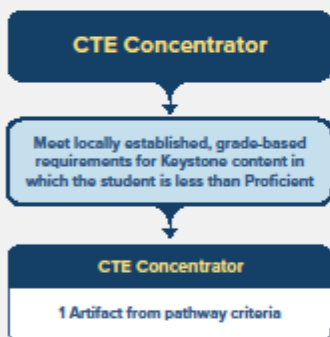 CTE Concentrator
Meet locally established, grade-based
requirements for Keystone content in
which the student is less than Proficient
CTE Concentrator
1 Artifact from pathway criteria